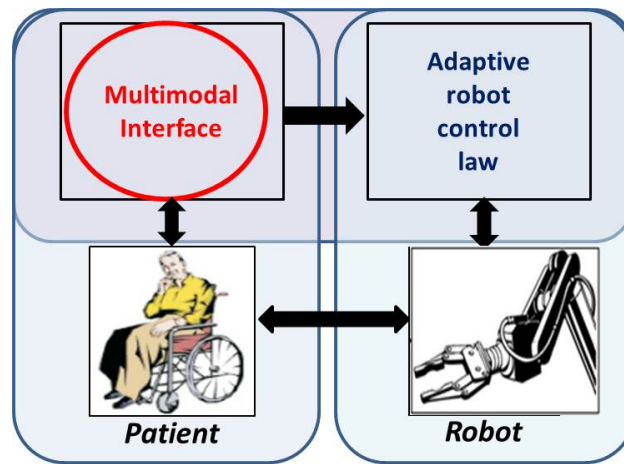 Multimodal
Interface
Adaptive
robot
control
law
Patient
Robot